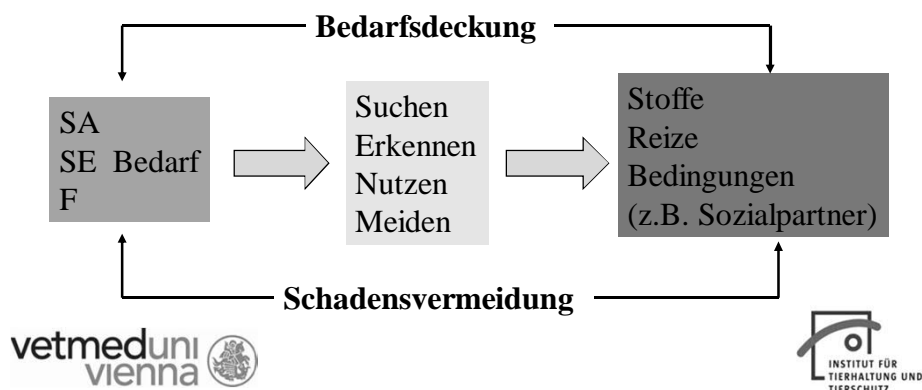 Bedarfsdeckung
SA
SE Bedarf
F
Suchen
Erkennen
Nutzen
Meiden
Stoffe
Reize
Bedingungen
(z.B. Sozialpartner)
Schadensvermeidung
vetmeduni
vienna
INSTITUT FÜR
TIERHALTUNG UND
TIERSCHUTZ